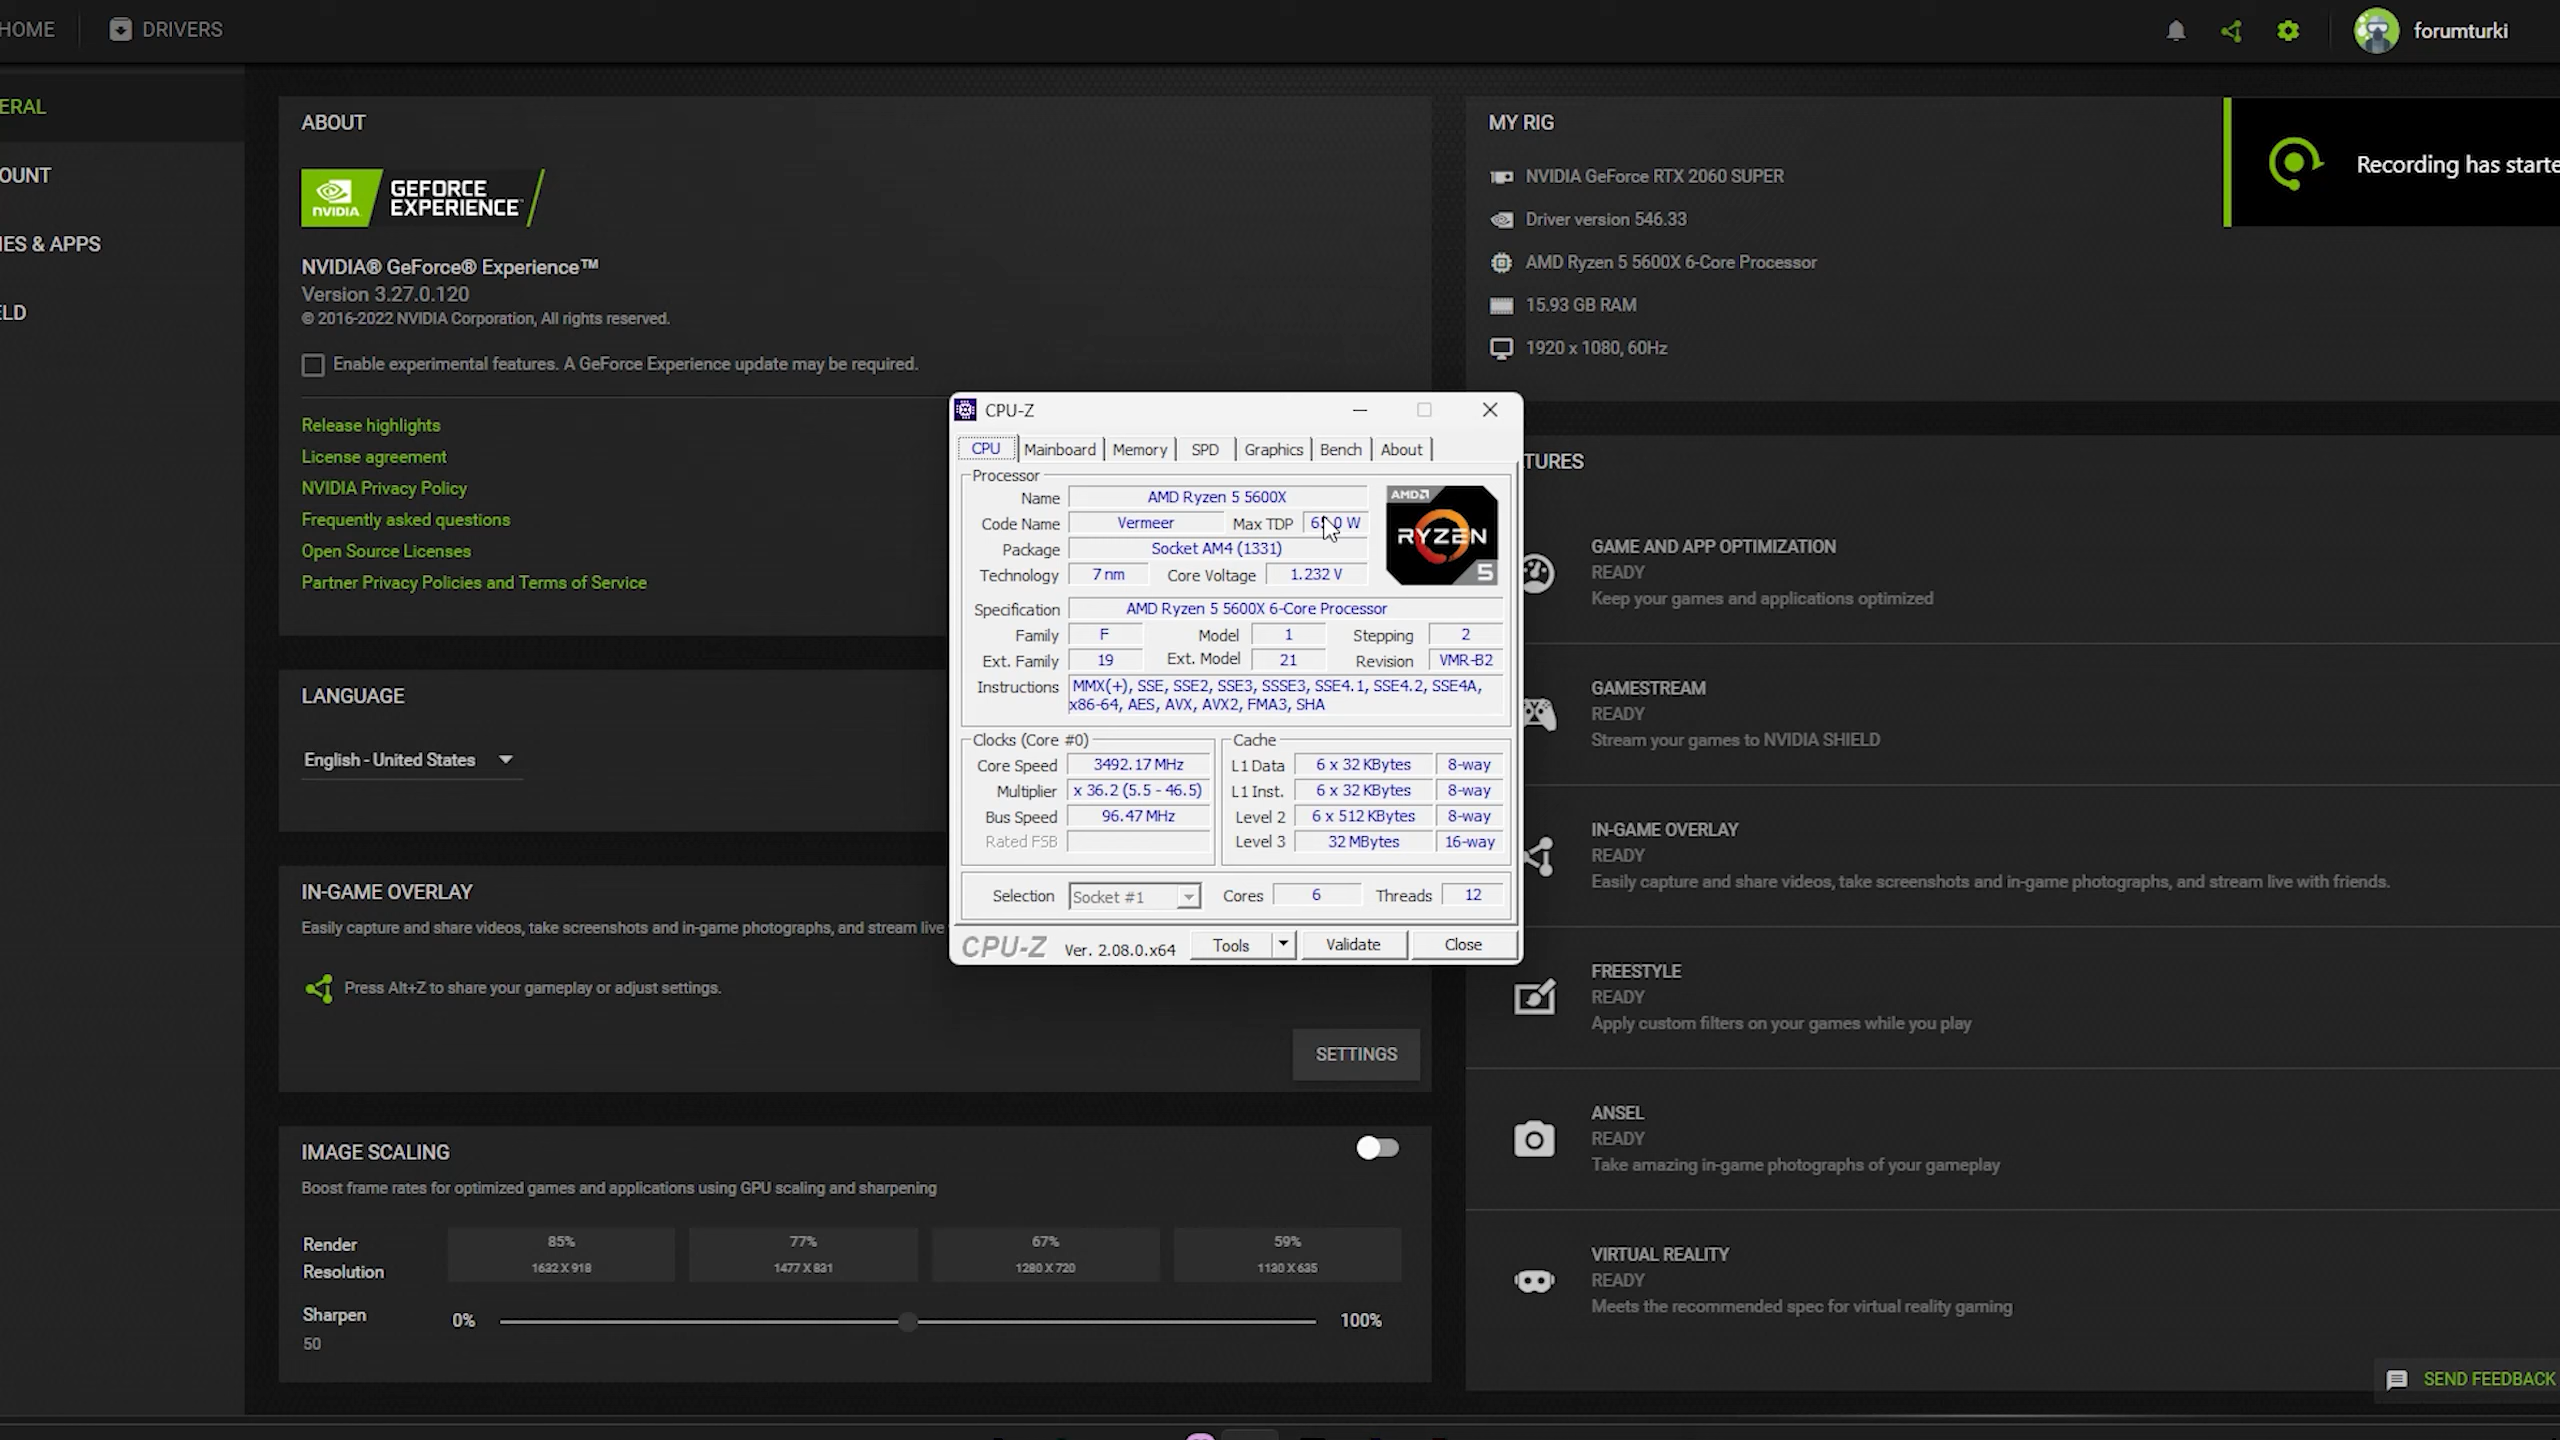 HOME
DRIVERS
forumturki
ERAL
OUNT
ES & APPS
ELD
ABOUT
NVIDIA.
GEFORCE
EXPERIENCE
NVIDIA® GeForce® Experience™
Version 3.27.0.120
© 2016-2022 NVIDIA Corporation, All rights reserved.
Enable experimental features. A GeForce Experience update may be required.
Release highlights
License agreement
NVIDIA Privacy Policy
Frequently asked questions
Open Source Licenses
Partner Privacy Policies and Terms of Service
LANGUAGE
English - United States
IN-GAME OVERLAY
Easily capture and share videos, take screenshots and in-game photographs, and stream live
Press Alt+Z to share your gameplay or adjust settings.
SETTINGS
IMAGE SCALING
Boost frame rates for optimized games and applications using GPU scaling and sharpening
Render
Resolution
85%
1632 X 918
77%
1477 X 831
67%
1280 X 720
59%
1130 X 635
Sharpen
50
0%
100%
MY RIG
NVIDIA GeForce RTX 2060 SUPER
Driver version 546.33
AMD Ryzen 5 5600X 6-Core Processor
15.93 GB RAM
1920 x 1080, 60Hz
Recording has starte
CPU-Z
CPU Mainboard Memory SPD Graphics Bench About
Processor
Name AMD Ryzen 5 5600X
Code Name Vermeer Max TDP W
Package Socket AM4 (1331)
Technology 7 nm Core Voltage 1.232 V
AMD
RYZEN
5
Specification AMD Ryzen 5 5600X 6-Core Processor
Family F Model 1 Stepping 2
Ext. Family 19 Ext. Model 21 Revision VMR-B2
Instructions MMX(+), SSE, SSE2, SSE3, SSSE3, SSE4.1, SSE4.2, SSE4A,
x86-64, AES, AVX, AVX2, FMA3, SHA
Clocks (Core #0)
Core Speed 3492.17 MHz
Multiplier x 36.2 (5.5 - 46.5)
Bus Speed 96.47 MHz
Rated FSB
Cache
L1 Data 6 x 32 KBytes 8-way
L1 Inst. 6 x 32 KBytes 8-way
Level 2 6 x 512 KBytes 8-way
Level 3 32 MBytes 16-way
Selection Socket #1 Cores 6 Threads 12
CPU-Z Ver. 2.08.0.x64 Tools Validate Close
TURES
GAME AND APP OPTIMIZATION
READY
Keep your games and applications optimized
GAMESTREAM
READY
Stream your games to NVIDIA SHIELD
IN-GAME OVERLAY
READY
Easily capture and share videos, take screenshots and in-game photographs, and stream live with friends.
FREESTYLE
READY
Apply custom filters on your games while you play
ANSEL
READY
Take amazing in-game photographs of your gameplay
VIRTUAL REALITY
READY
Meets the recommended spec for virtual reality gaming
SEND FEEDBACK